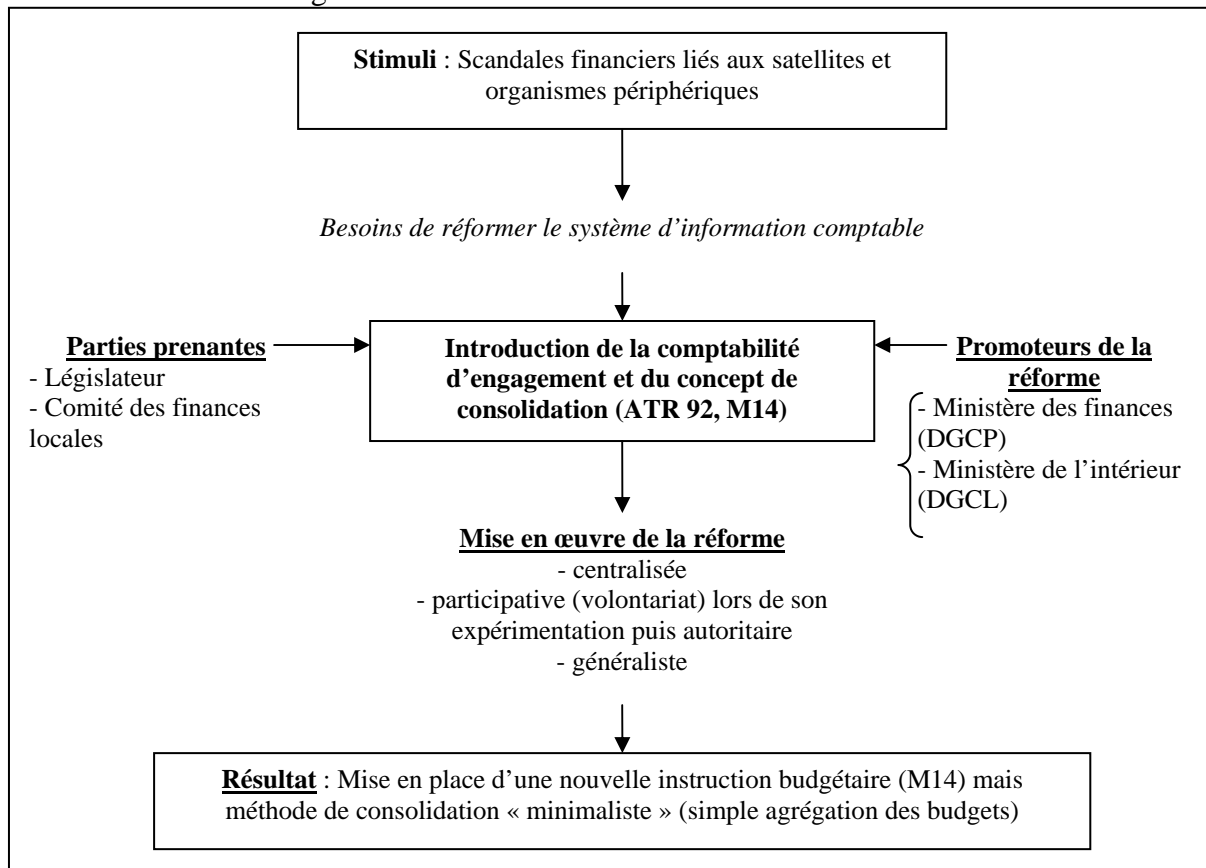 Stimuli : Scandales financiers liés aux satellites et
organismes périphériques
Besoins de réformer le système d’information comptable
Parties prenantes
- Législateur
- Comité des finances
locales
Introduction de la comptabilité
d’engagement et du concept de
consolidation (ATR 92, M14)
Promoteurs de la
réforme
- Ministère des finances
(DGCP)
- Ministère de l’intérieur
(DGCL)
Mise en œuvre de la réforme
- centralisée
- participative (volontariat) lors de son
expérimentation puis autoritaire
- généraliste
Résultat : Mise en place d’une nouvelle instruction budgétaire (M14) mais
méthode de consolidation « minimaliste » (simple agrégation des budgets)